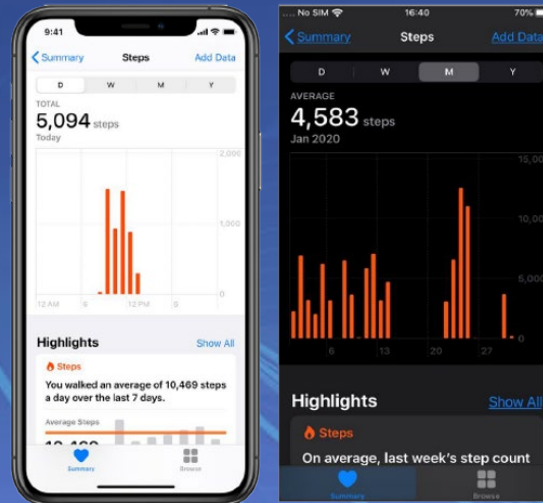 9:41
Summary
Steps
Add Data
D
W
M
Y
TOTAL
5,094 steps
Today
2,000
1,000
0
12 AM
6
12 PM
6
Highlights
Show All
Steps
You walked an average of 10,469 steps
a day over the last 7 days.
Average Steps
Summary
Browse
.... No SIM
16:40
70%
Summary
Steps
Add Data
D
W
M
Y
AVERAGE
4,583 steps
Jan 2020
15,00
10,00
5,000
0
6
13
20
27
Highlights
Show All
Steps
On average, last week's step count
Summary
Browse